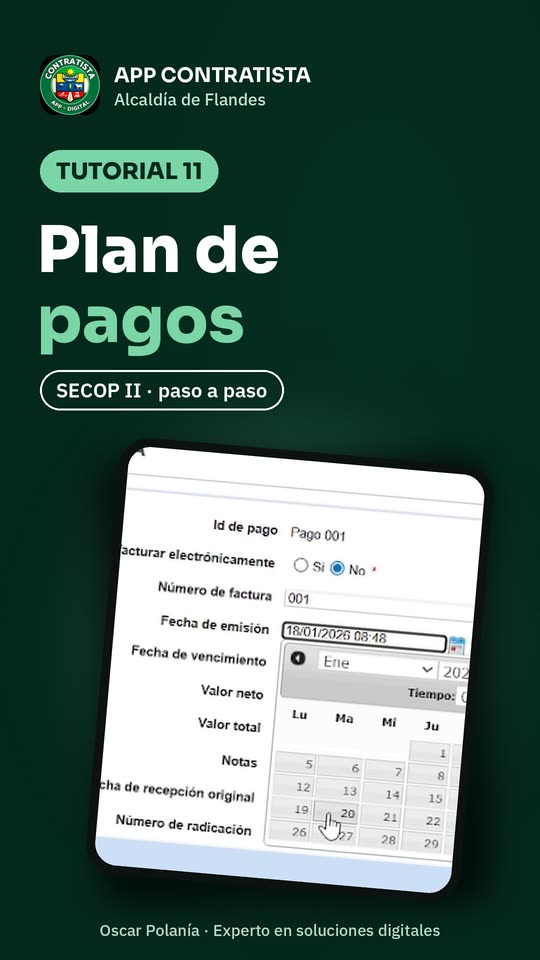 CONTRATISTA
APP - DIGITAL
APP CONTRATISTA
Alcaldía de Flandes
TUTORIAL 11
Plan de
pagos
SECOP II · paso a paso
Id de pago Pago 001
facturar electrónicamente Si No *
Número de factura 001
Fecha de emisión 18/01/2026 08:48
Fecha de vencimiento Ene 202
Valor neto Tiempo:
Valor total Lu Ma Mi Ju
1
Notas 5 6 7 8
cha de recepción original 12 13 14 15
19 20 21 22
Número de radicación 26 27 28 29
Oscar Polanía · Experto en soluciones digitales